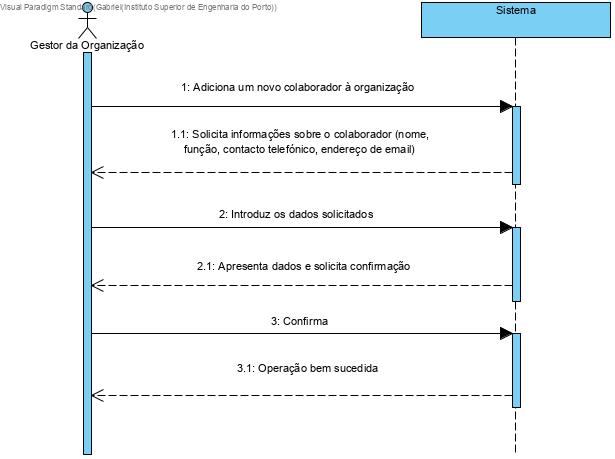 Visual Paradigm Standard(Gabriel(Instituto Superior de Engenharia do Porto))
Sistema
Gestor da Organização
1: Adiciona um novo colaborador à organização
1.1: Solicita informações sobre o colaborador (nome,
função, contacto telefónico, endereço de email)
2: Introduz os dados solicitados
2.1: Apresenta dados e solicita confirmação
3: Confirma
3.1: Operação bem sucedida